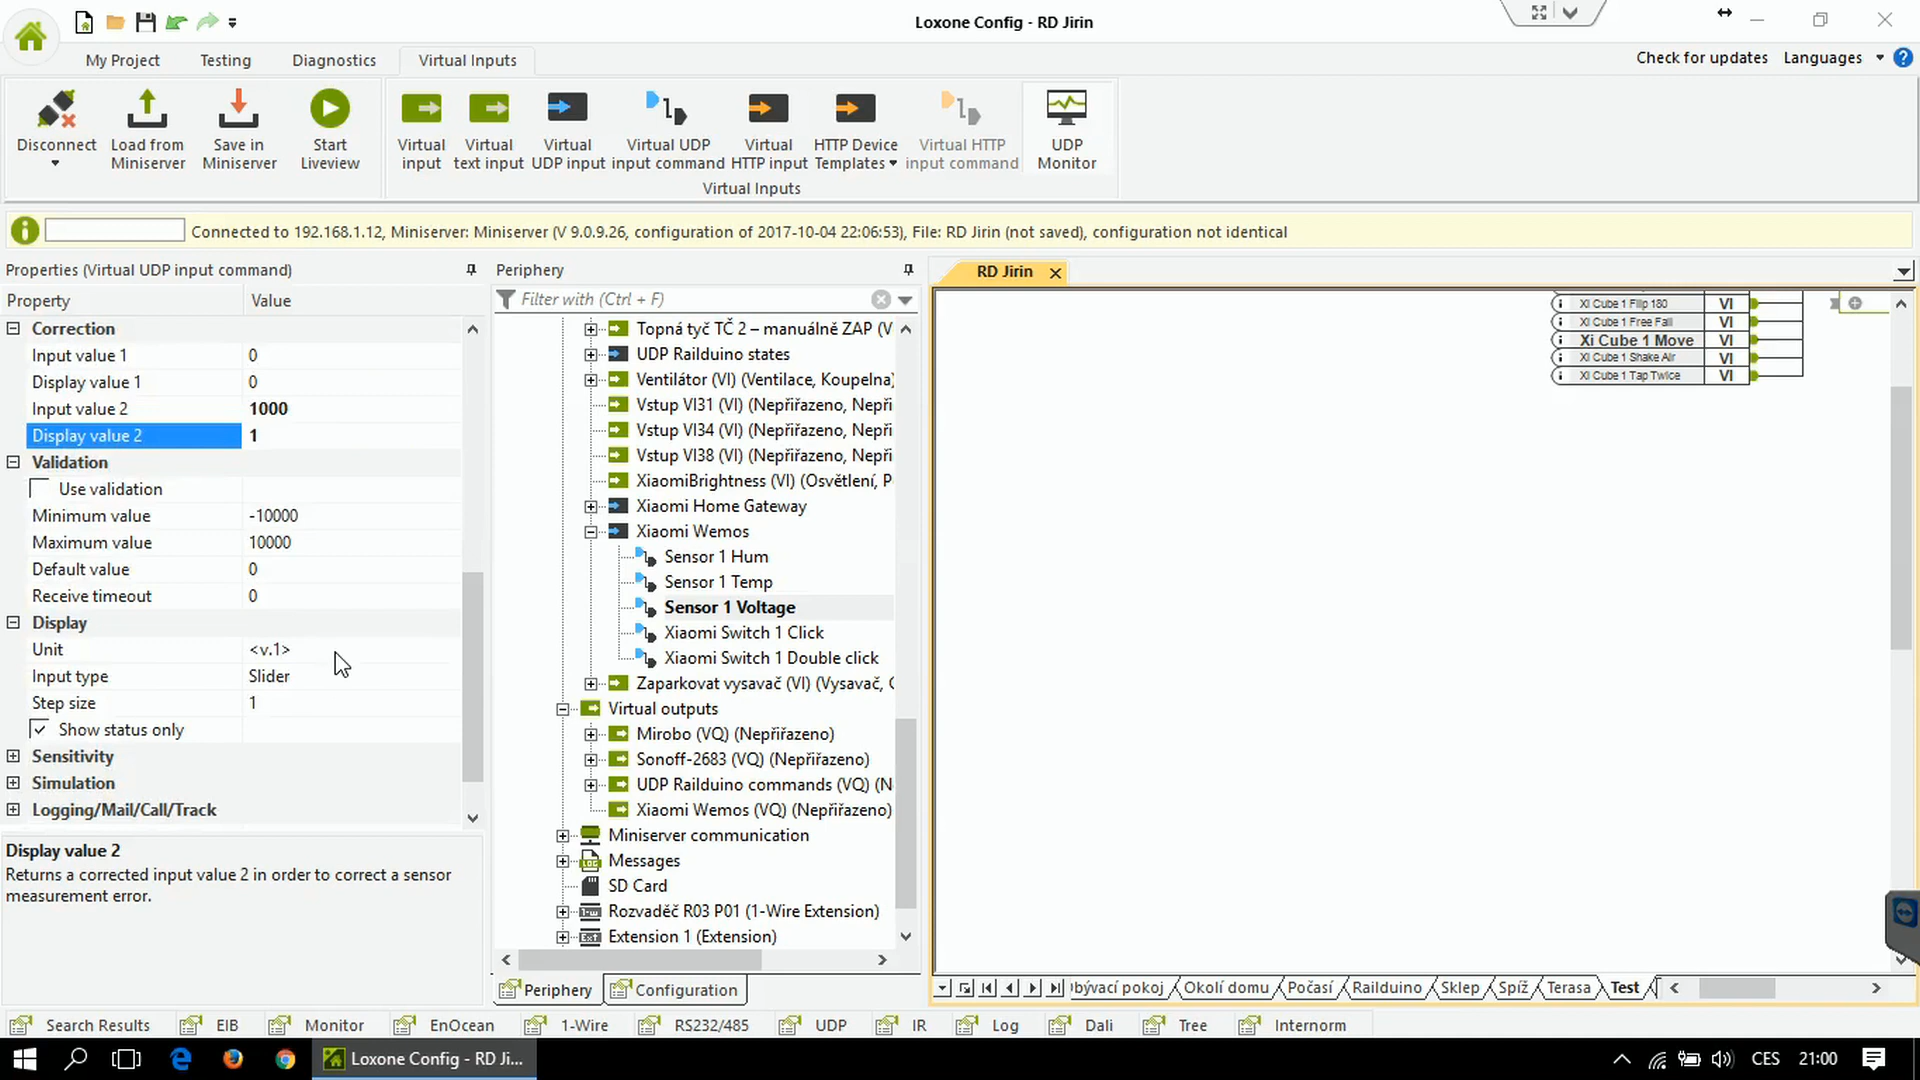 Loxone Config - RD Jirin
My Project
Testing
Diagnostics
Virtual Inputs
Check for updates
Languages
Disconnect
Load from
Miniserver
Save in
Miniserver
Start
Liveview
Virtual
input
Virtual
text input
Virtual
UDP input
Virtual UDP
input command
Virtual
HTTP input
HTTP Device
Templates
Virtual HTTP
input command
UDP
Monitor
Virtual Inputs
Connected to 192.168.1.12, Miniserver: Miniserver (V 9.0.9.26, configuration of 2017-10-04 22:06:53), File: RD Jirin (not saved), configuration not identical
Properties (Virtual UDP input command)
Property Value
Correction
Input value 1 0
Display value 1 0
Input value 2 1000
Display value 2 1
Validation
Use validation
Minimum value -10000
Maximum value 10000
Default value 0
Receive timeout 0
Display
Unit <v.1>
Input type Slider
Step size 1
Show status only
Sensitivity
Simulation
Logging/Mail/Call/Track
Display value 2
Returns a corrected input value 2 in order to correct a sensor
measurement error.
Periphery
Filter with (Ctrl + F)
Topná tyč TČ 2 – manuálně ZAP (V
UDP Railduino states
Ventilátor (VI) (Ventilace, Koupelna)
Vstup VI31 (VI) (Nepřiřazeno, Nepři
Vstup VI34 (VI) (Nepřiřazeno, Nepři
Vstup VI38 (VI) (Nepřiřazeno, Nepři
XiaomiBrightness (VI) (Osvětlení, P
Xiaomi Home Gateway
Xiaomi Wemos
Sensor 1 Hum
Sensor 1 Temp
Sensor 1 Voltage
Xiaomi Switch 1 Click
Xiaomi Switch 1 Double click
Zaparkovat vysavač (VI) (Vysavač, C
Virtual outputs
Mirobo (VQ) (Nepřiřazeno)
Sonoff-2683 (VQ) (Nepřiřazeno)
UDP Railduino commands (VQ) (N
Xiaomi Wemos (VQ) (Nepřiřazeno)
Miniserver communication
Messages
SD Card
Rozvaděč R03 P01 (1-Wire Extension)
Extension 1 (Extension)
Periphery
Configuration
RD Jirin
Xi Cube 1 Flip 180 VI
Xi Cube 1 Free Fall VI
Xi Cube 1 Move VI
Xi Cube 1 Shake Air VI
Xi Cube 1 Tap Twice VI
bývací pokoj
Okolí domu
Počasí
Railduino
Sklep
Spíž
Terasa
Test
Search Results
EIB
Monitor
EnOcean
1-Wire
RS232/485
UDP
IR
Log
Dali
Tree
Internorm
Loxone Config - RD Ji...
CES
21:00